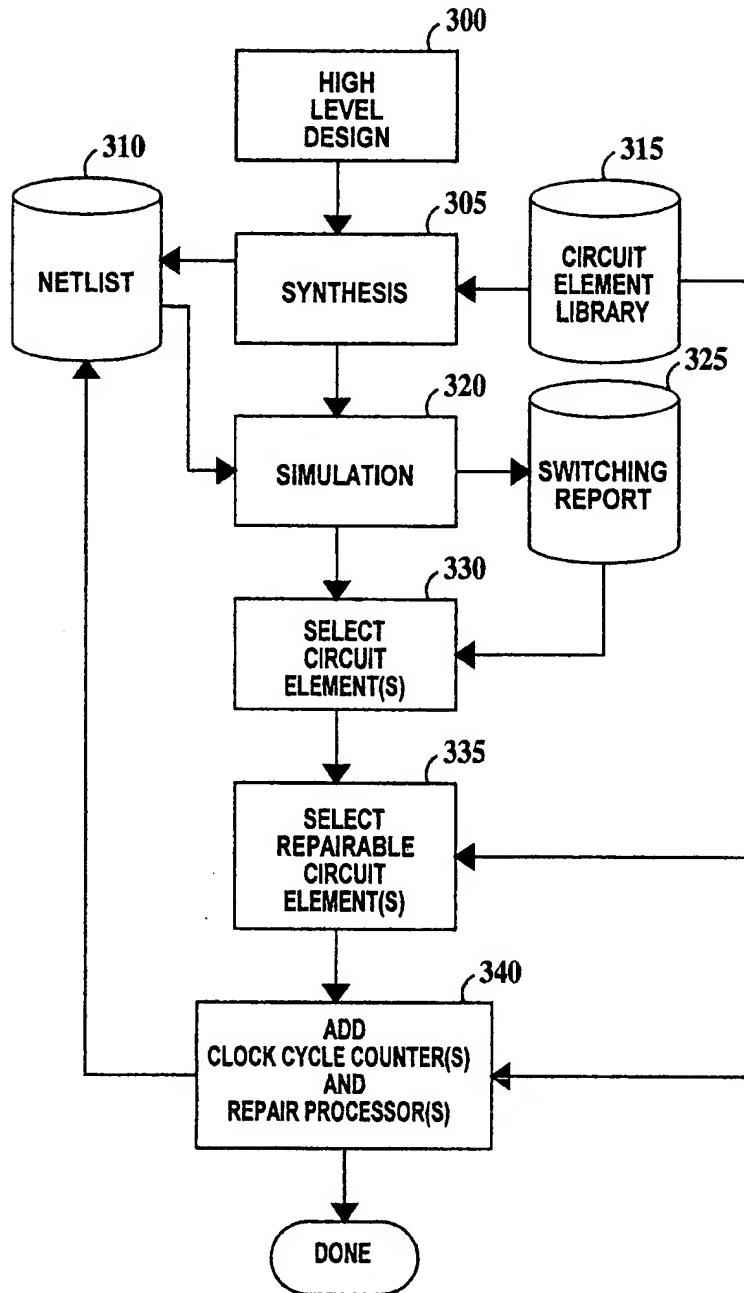 300
HIGH
LEVEL
DESIGN
310
NETLIST
305
SYNTHESIS
315
CIRCUIT
ELEMENT
LIBRARY
320
SIMULATION
325
SWITCHING
REPORT
330
SELECT
CIRCUIT
ELEMENT(S)
335
SELECT
REPAIRABLE
CIRCUIT
ELEMENT(S)
340
ADD
CLOCK CYCLE COUNTER(S)
AND
REPAIR PROCESSOR(S)
DONE